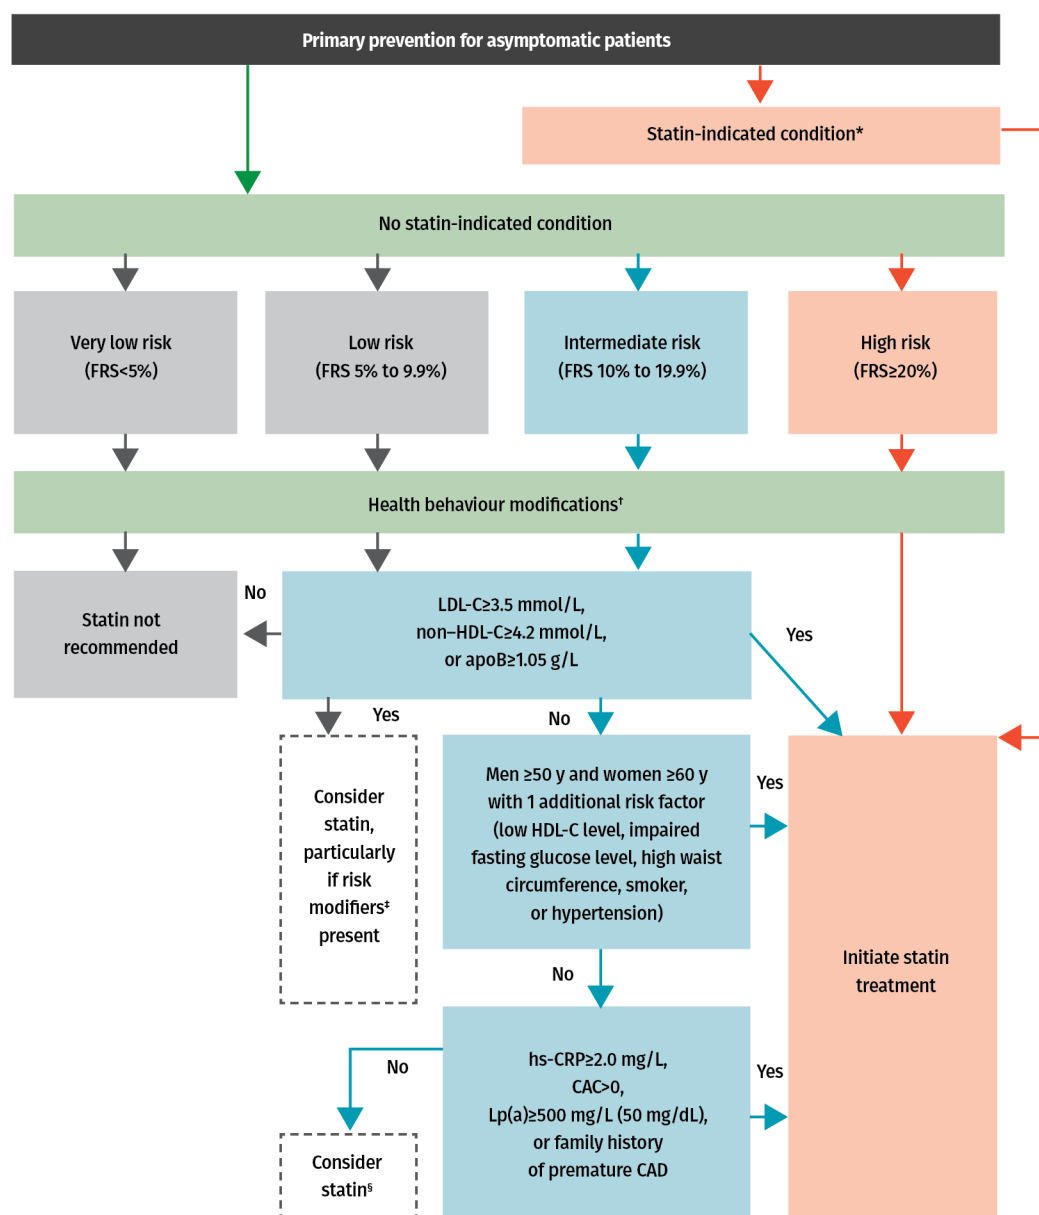 Primary prevention for asymptomatic patients
Statin-indicated condition*
No statin-indicated condition
Very low risk
(FRS<5%)
Low risk
(FRS 5% to 9.9%)
Intermediate risk
(FRS 10% to 19.9%)
High risk
(FRS≥20%)
Health behaviour modifications†
Statin not
recommended
No
LDL-C≥3.5 mmol/L,
non–HDL-C≥4.2 mmol/L,
or apoB≥1.05 g/L
Yes
Yes
No
Consider
statin,
particularly
if risk
modifiers‡
present
Men ≥50 y and women ≥60 y
with 1 additional risk factor
(low HDL-C level, impaired
fasting glucose level, high waist
circumference, smoker,
or hypertension)
Yes
Initiate statin
treatment
No
hs-CRP≥2.0 mg/L,
CAC>0,
Lp(a)≥500 mg/L (50 mg/dL),
or family history
of premature CAD
Yes
No
Consider
statin§